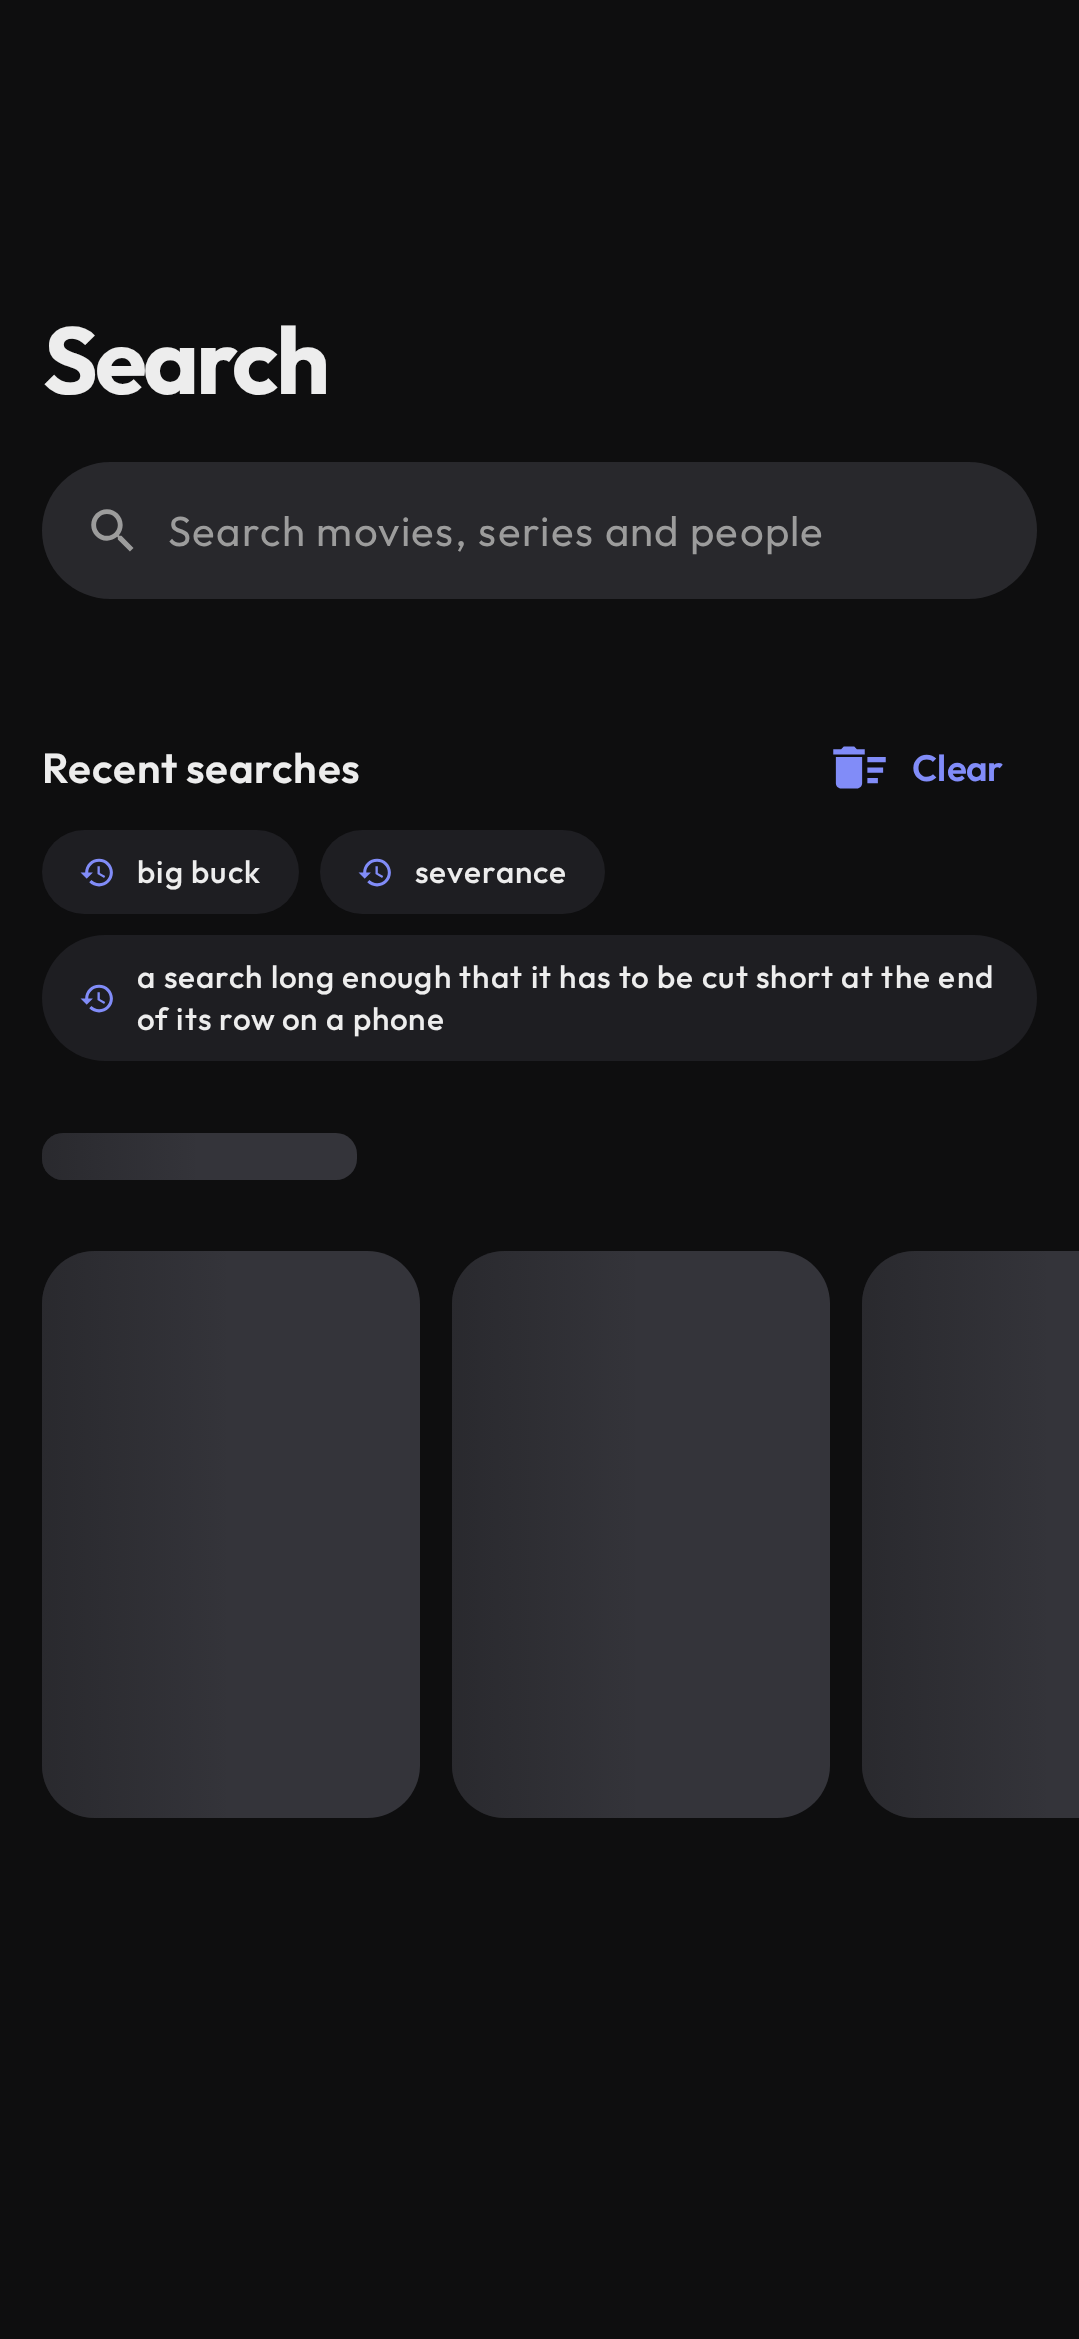 Search
Search movies, series and people
Recent searches
Clear
big buck
severance
a search long enough that it has to be cut short at the end
of its row on a phone